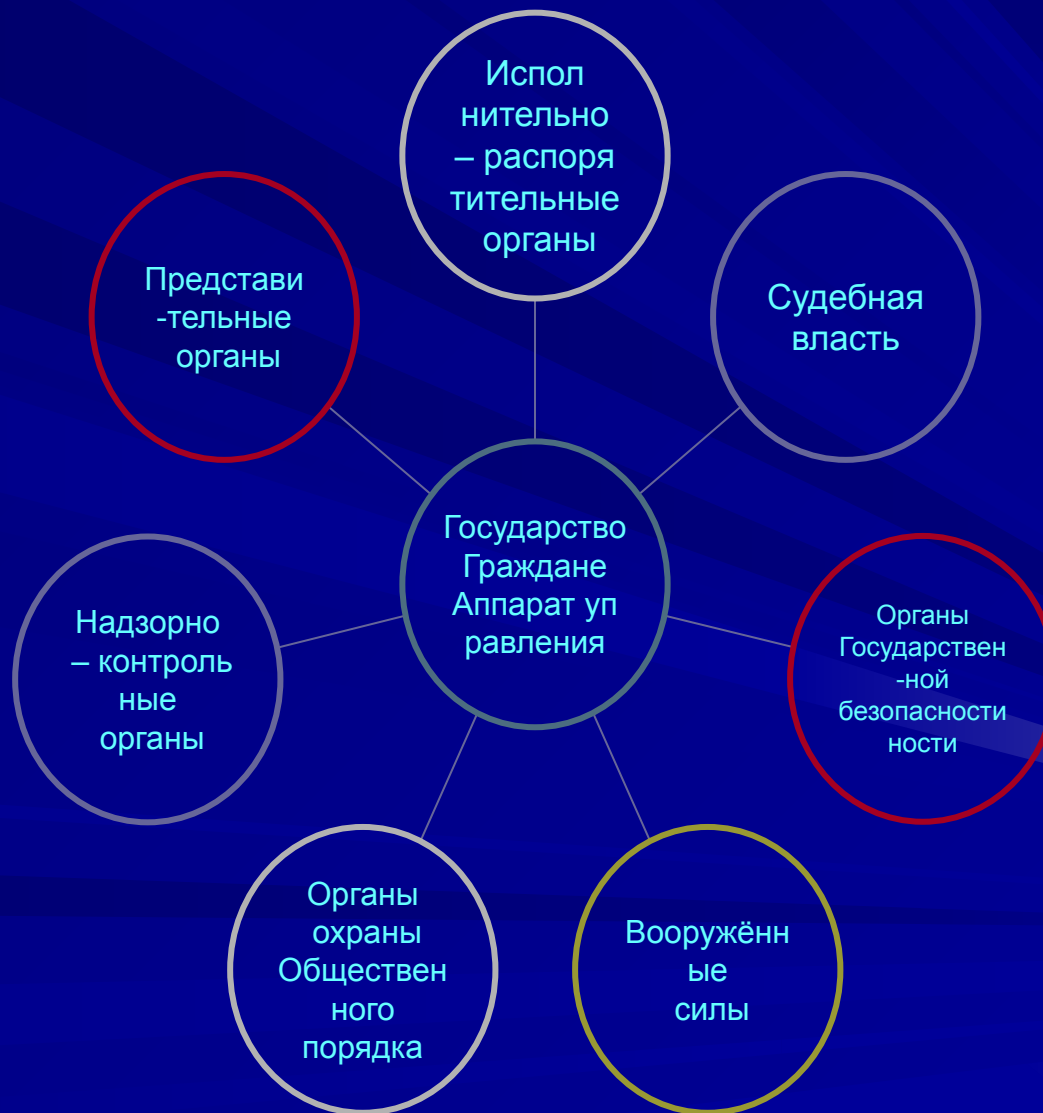 Испол
нительно
– распоря
тительные
органы
Представи
-тельные
органы
Судебная
власть
Государство
Граждане
Аппарат уп
равления
Надзорно
– контроль
ные
органы
Органы
Государствен
-ной
безопасности
ности
Органы
охраны
Обществен
ного
порядка
Вооружённ
ые
силы